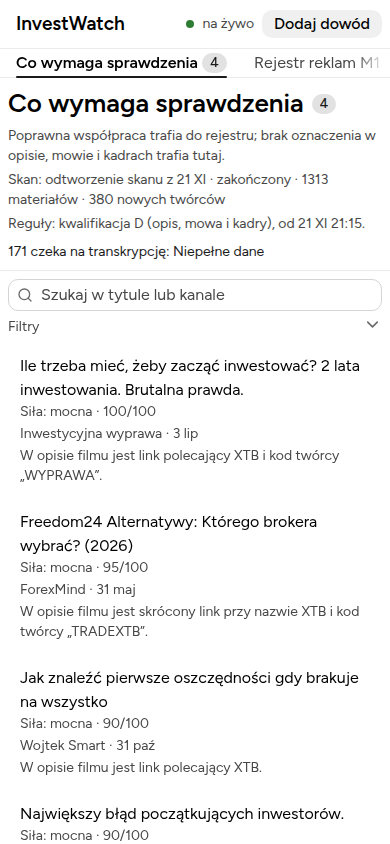 InvestWatch
na żywo
Dodaj dowód
Co wymaga sprawdzenia 4
Rejestr reklam M1
Co wymaga sprawdzenia 4
Poprawna współpraca trafia do rejestru; brak oznaczenia w
opisie, mowie i kadrach trafia tutaj.
Skan: odtworzenie skanu z 21 XI · zakończony · 1313
materiałów · 380 nowych twórców
Reguły: kwalifikacja D (opis, mowa i kadry), od 21 XI 21:15.
171 czeka na transkrypcję: Niepełne dane
Szukaj w tytule lub kanale
Filtry
Ile trzeba mieć, żeby zacząć inwestować? 2 lata
inwestowania. Brutalna prawda.
Siła: mocna · 100/100
Inwestycyjna wyprawa · 3 lip
W opisie filmu jest link polecający XTB i kod twórcy
„WYPRAWA”.
Freedom24 Alternatywy: Którego brokera
wybrać? (2026)
Siła: mocna · 95/100
ForexMind · 31 maj
W opisie filmu jest skrócony link przy nazwie XTB i kod
twórcy „TRADEXTB”.
Jak znaleźć pierwsze oszczędności gdy brakuje
na wszystko
Siła: mocna · 90/100
Wojtek Smart · 31 paź
W opisie filmu jest link polecający XTB.
Największy błąd początkujących inwestorów.
Siła: mocna · 90/100